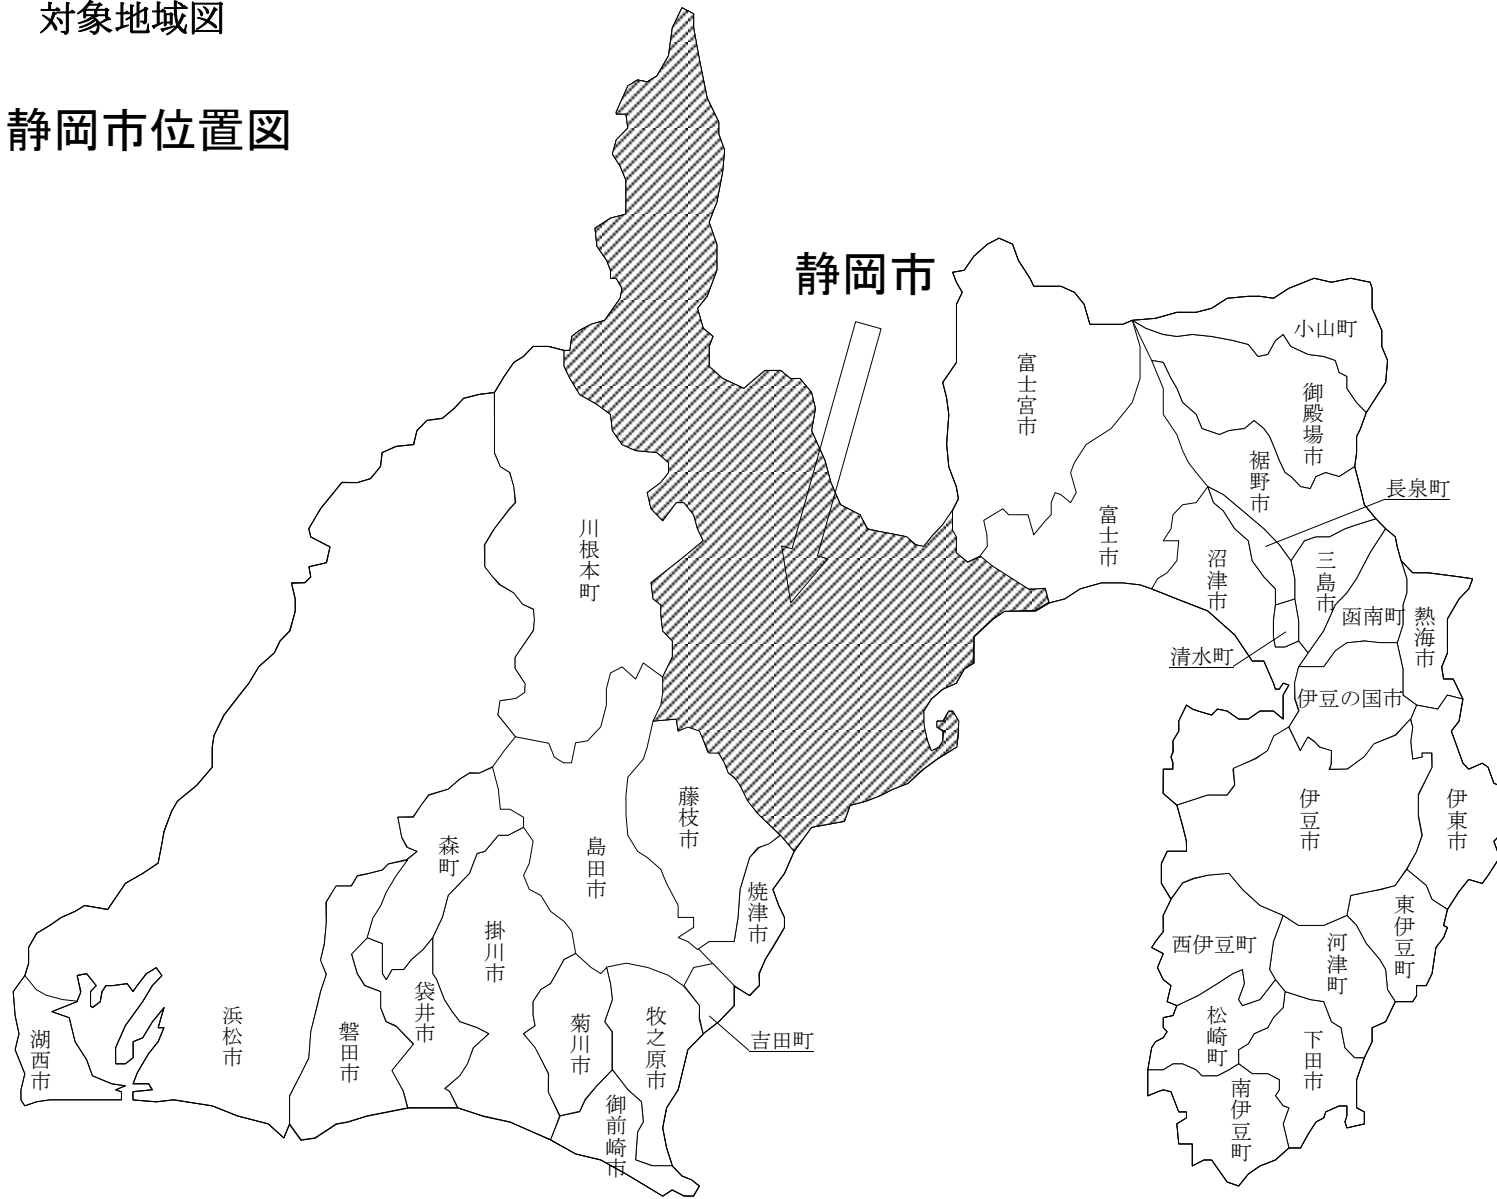 対象地域図
静岡市位置図
静岡市
小山町
富士宮市
御殿場市
裾野市
長泉町
富士市
川根本町
沼津市
三島市
函南町
熱海市
清水町
伊豆の国市
藤枝市
伊豆市
伊東市
森町
島田市
焼津市
東伊豆町
掛川市
西伊豆町
河津町
袋井市
浜松市
磐田市
菊川市
牧之原市
吉田町
松崎町
下田市
湖西市
南伊豆町
御前崎市